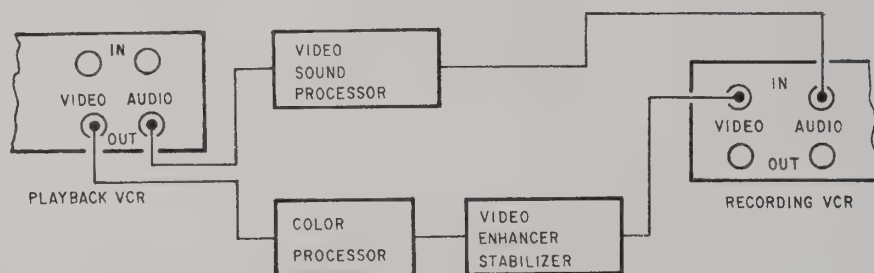 IN
VIDEO AUDIO
OUT
PLAYBACK VCR
VIDEO
SOUND
PROCESSOR
COLOR
PROCESSOR
VIDEO
ENHANCER
STABILIZER
IN
VIDEO AUDIO
OUT
RECORDING VCR